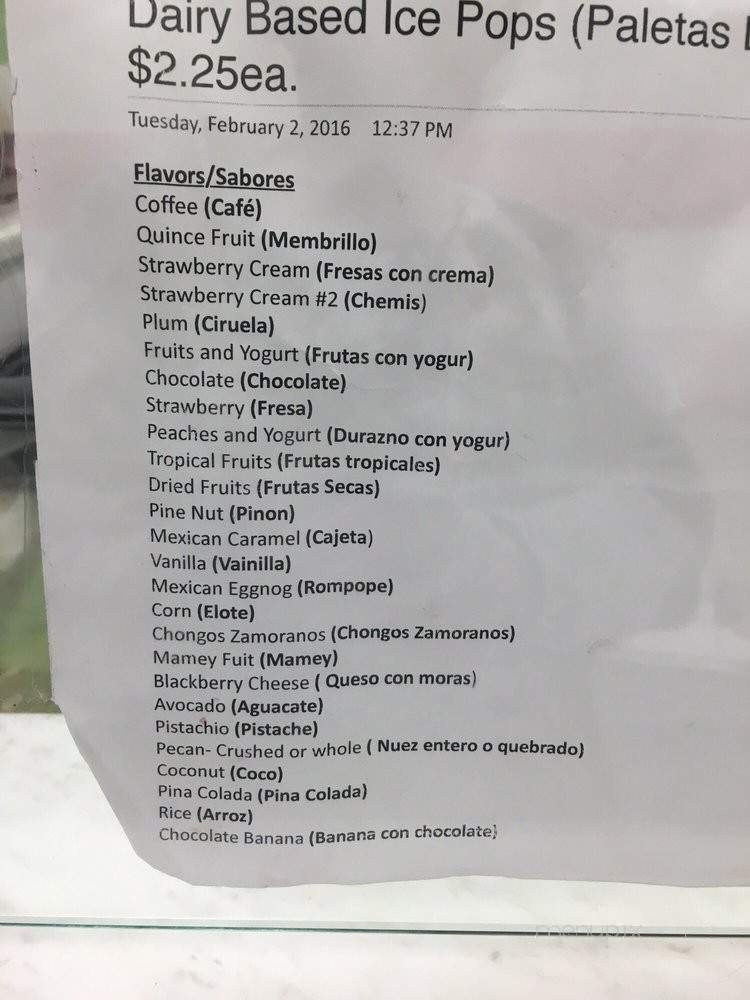 Dairy Based Ice Pops (Paletas
$2.25ea.
Tuesday, February 2, 2016 12:37 PM
Flavors/Sabores
Coffee (Café)
Quince Fruit (Membrillo)
Strawberry Cream (Fresas con crema)
Strawberry Cream #2 (Chemis)
Plum (Ciruela)
Fruits and Yogurt (Frutas con yogur)
Chocolate (Chocolate)
Strawberry (Fresa)
Peaches and Yogurt (Durazno con yogur)
Tropical Fruits (Frutas tropicales)
Dried Fruits (Frutas Secas)
Pine Nut (Pinon)
Mexican Caramel (Cajeta)
Vanilla (Vainilla)
Mexican Eggnog (Rompope)
Corn (Elote)
Chongos Zamoranos (Chongos Zamoranos)
Mamey Fuit (Mamey)
Blackberry Cheese ( Queso con moras)
Avocado (Aguacate)
Pistachio (Pistache)
Pecan- Crushed or whole ( Nuez entero o quebrado)
Coconut (Coco)
Pina Colada (Pina Colada)
Rice (Arroz)
Chocolate Banana (Banana con chocolate)